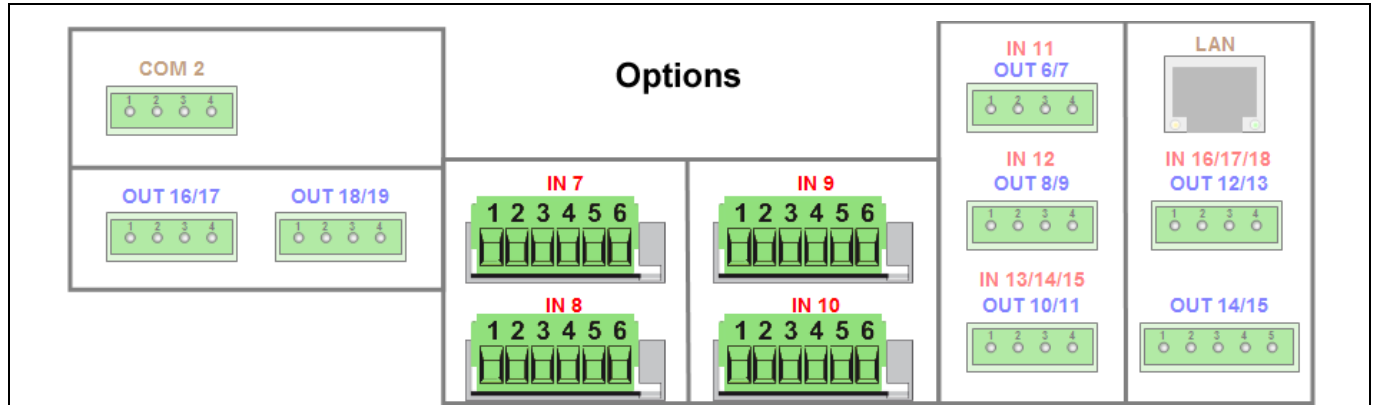 Options
COM 2
1 2 3 4
OUT 16/17
1 2 3 4
OUT 18/19
1 2 3 4
IN 7
1 2 3 4 5 6
IN 8
1 2 3 4 5 6
IN 9
1 2 3 4 5 6
IN 10
1 2 3 4 5 6
IN 11
OUT 6/7
1 2 3 4
IN 12
OUT 8/9
1 2 3 4
IN 13/14/15
OUT 10/11
1 2 3 4
LAN
IN 16/17/18
OUT 12/13
1 2 3 4
OUT 14/15
1 2 3 4 5